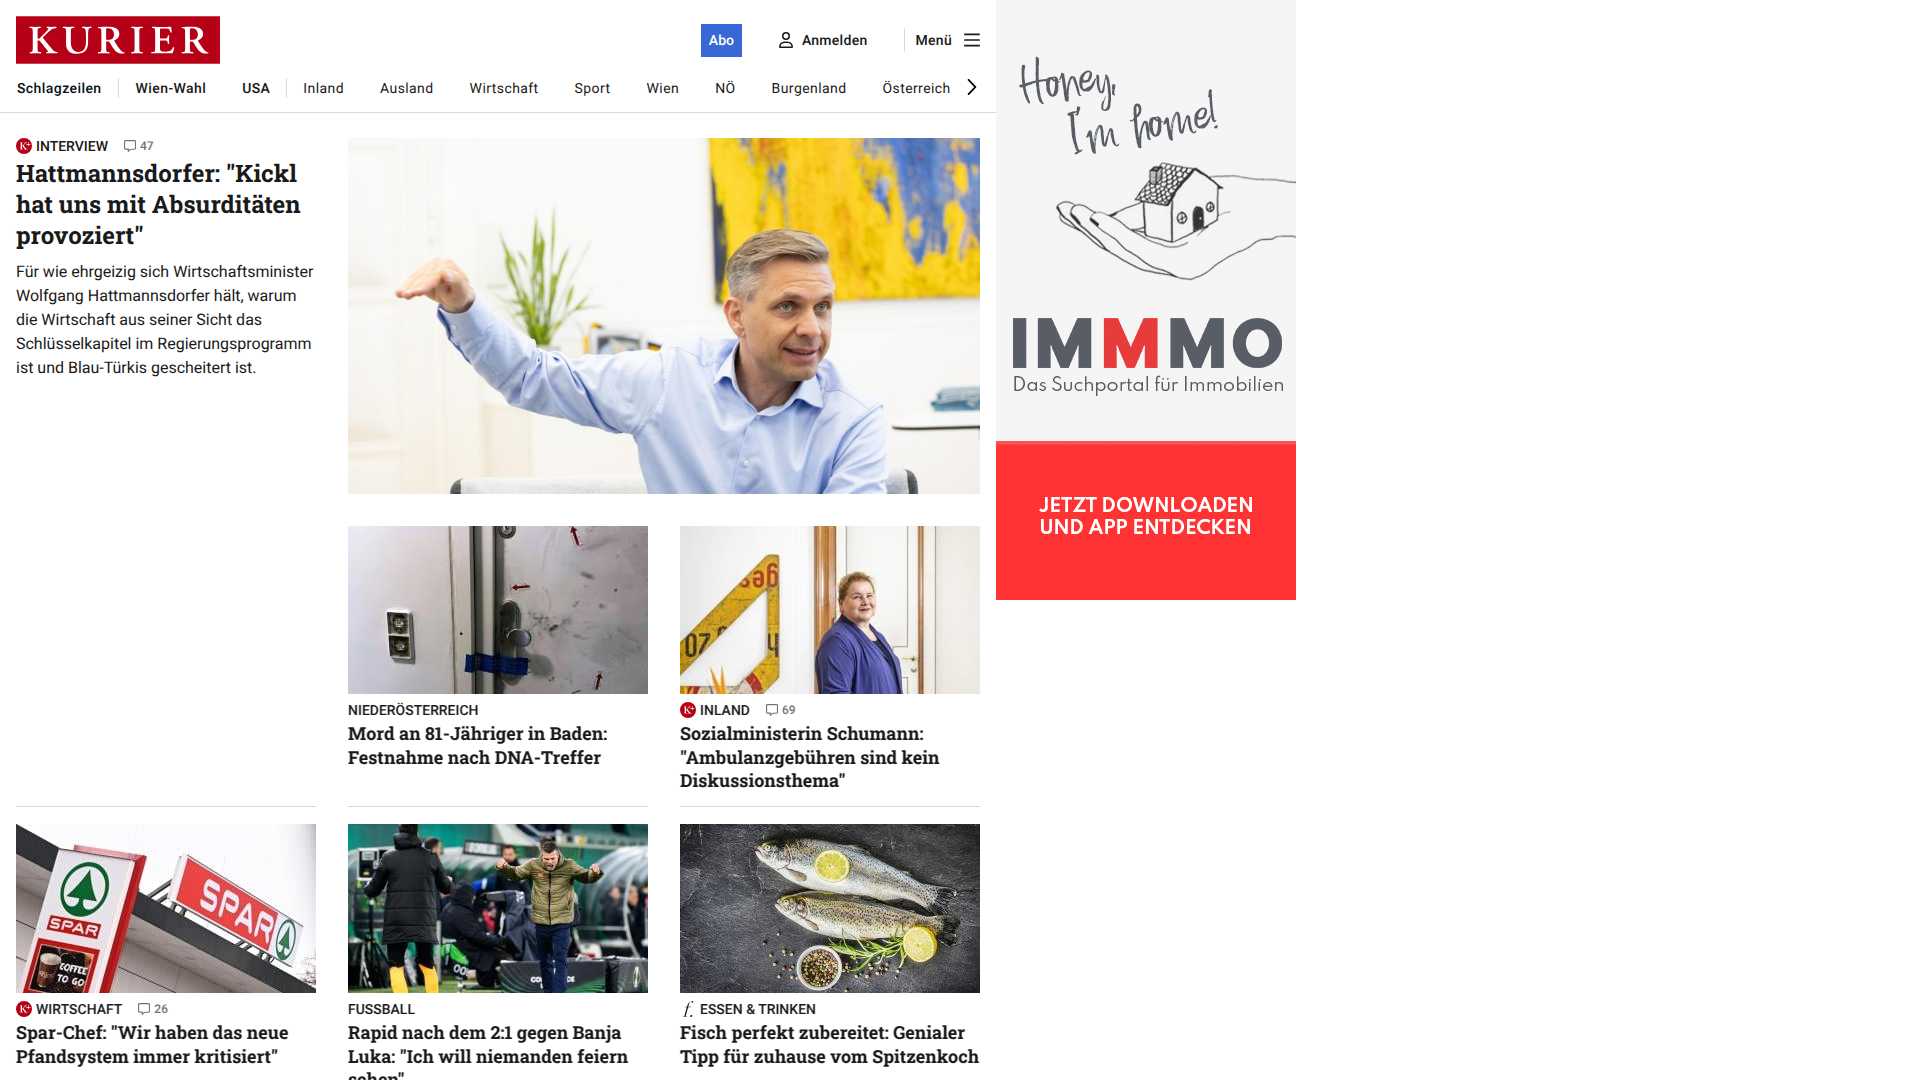 KURIER
Abo
Anmelden
Menü
Schlagzeilen
Wien-Wahl
USA
Inland
Ausland
Wirtschaft
Sport
Wien
NÖ
Burgenland
Österreich
INTERVIEW 47
Hattmannsdorfer: "Kickl
hat uns mit Absurditäten
provoziert"
Für wie ehrgeizig sich Wirtschaftsminister
Wolfgang Hattmannsdorfer hält, warum
die Wirtschaft aus seiner Sicht das
Schlüsselkapitel im Regierungsprogramm
ist und Blau-Türkis gescheitert ist.
Honey,
I'm home!
IMMMO
Das Suchportal für Immobilien
JETZT DOWNLOADEN
UND APP ENTDECKEN
NIEDERÖSTERREICH
Mord an 81-Jähriger in Baden:
Festnahme nach DNA-Treffer
INLAND 69
Sozialministerin Schumann:
"Ambulanzgebühren sind kein
Diskussionsthema"
SPAR
SPAR
COFFEE
TO GO
WIRTSCHAFT 26
Spar-Chef: "Wir haben das neue
Pfandsystem immer kritisiert"
FUSSBALL
Rapid nach dem 2:1 gegen Banja
Luka: "Ich will niemanden feiern
sehen"
f. ESSEN & TRINKEN
Fisch perfekt zubereitet: Genialer
Tipp für zuhause vom Spitzenkoch